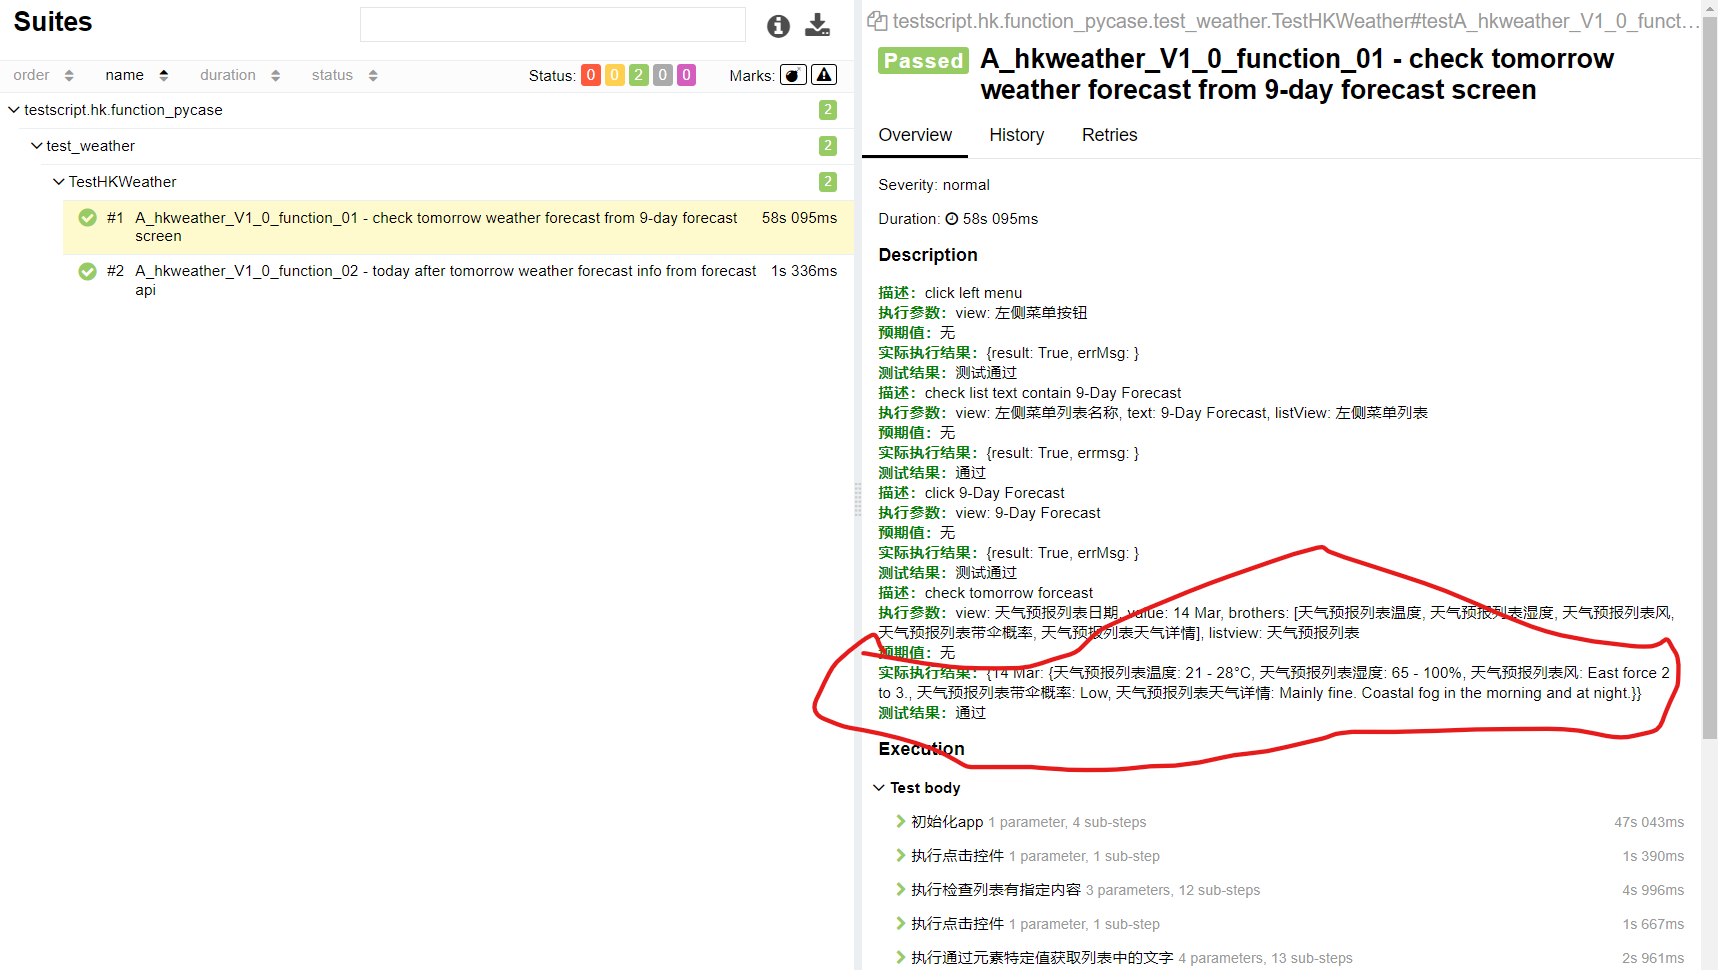 Suites
order name duration status Status: 0 0 2 0 0 Marks:
testscript.hk.function_pycase 2
test_weather 2
TestHKWeather 2
#1 A_hkweather_V1_0_function_01 - check tomorrow weather forecast from 9-day forecast 58s 095ms
screen
#2 A_hkweather_V1_0_function_02 - today after tomorrow weather forecast info from forecast 1s 336ms
api
testscript.hk.function_pycase.test_weather.TestHKWeather#testA_hkweather_V1_0_funct...
Passed A_hkweather_V1_0_function_01 - check tomorrow
weather forecast from 9-day forecast screen
Overview History Retries
Severity: normal
Duration: 58s 095ms
Description
描述：click left menu
执行参数：view: 左侧菜单按钮
预期值：无
实际执行结果：{result: True, errMsg: }
测试结果：测试通过
描述：check list text contain 9-Day Forecast
执行参数：view: 左侧菜单列表名称, text: 9-Day Forecast, listView: 左侧菜单列表
预期值：无
实际执行结果：{result: True, errmsg: }
测试结果：通过
描述：click 9-Day Forecast
执行参数：view: 9-Day Forecast
预期值：无
实际执行结果：{result: True, errMsg: }
测试结果：测试通过
描述：check tomorrow forceast
执行参数：view: 天气预报列表日期, value: 14 Mar, brothers: [天气预报列表温度, 天气预报列表湿度, 天气预报列表风,
天气预报列表带伞概率, 天气预报列表天气详情], listview: 天气预报列表
预期值：无
实际执行结果：{14 Mar: {天气预报列表温度: 21 - 28°C, 天气预报列表湿度: 65 - 100%, 天气预报列表风: East force 2
to 3., 天气预报列表带伞概率: Low, 天气预报列表天气详情: Mainly fine. Coastal fog in the morning and at night.}}
测试结果：通过
Execution
Test body
初始化app 1 parameter, 4 sub-steps 47s 043ms
执行点击控件 1 parameter, 1 sub-step 1s 390ms
执行检查列表有指定内容 3 parameters, 12 sub-steps 4s 996ms
执行点击控件 1 parameter, 1 sub-step 1s 667ms
执行通过元素特定值获取列表中的文字 4 parameters, 13 sub-steps 2s 961ms